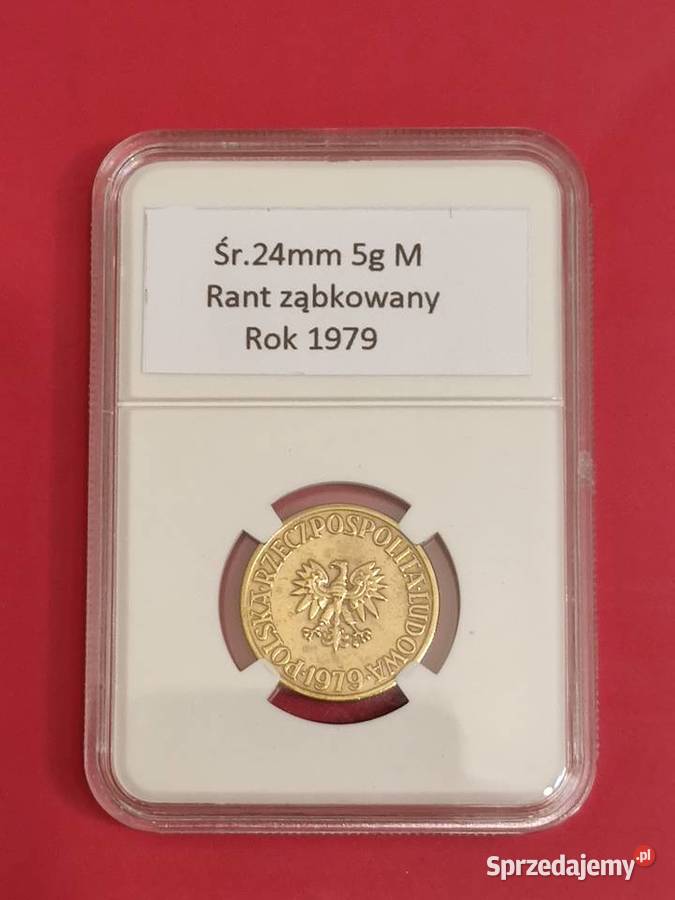 Śr.24mm 5g M
Rant ząbkowany
Rok 1979
·POLSKA·RZECZPOSPOLITA·LUDOWA·
1979
Sprzedajemy.pl